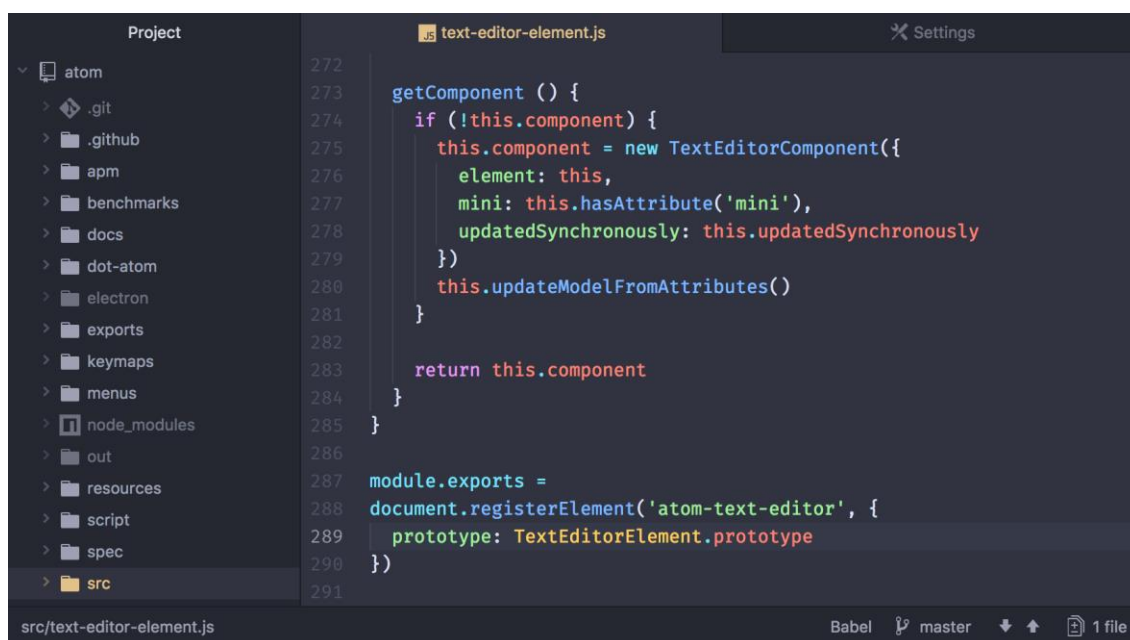 Project
text-editor-element.js
Settings
atom
.git
.github
apm
benchmarks
docs
dot-atom
electron
exports
keymaps
menus
node_modules
out
resources
script
spec
src
272
273 getComponent () {
274 if (!this.component) {
275 this.component = new TextEditorComponent({
276 element: this,
277 mini: this.hasAttribute('mini'),
278 updatedSynchronously: this.updatedSynchronously
279 })
280 this.updateModelFromAttributes()
281 }
282
283 return this.component
284 }
285 }
286
287 module.exports =
288 document.registerElement('atom-text-editor', {
289 prototype: TextEditorElement.prototype
290 })
291
src/text-editor-element.js
Babel
master
1 file